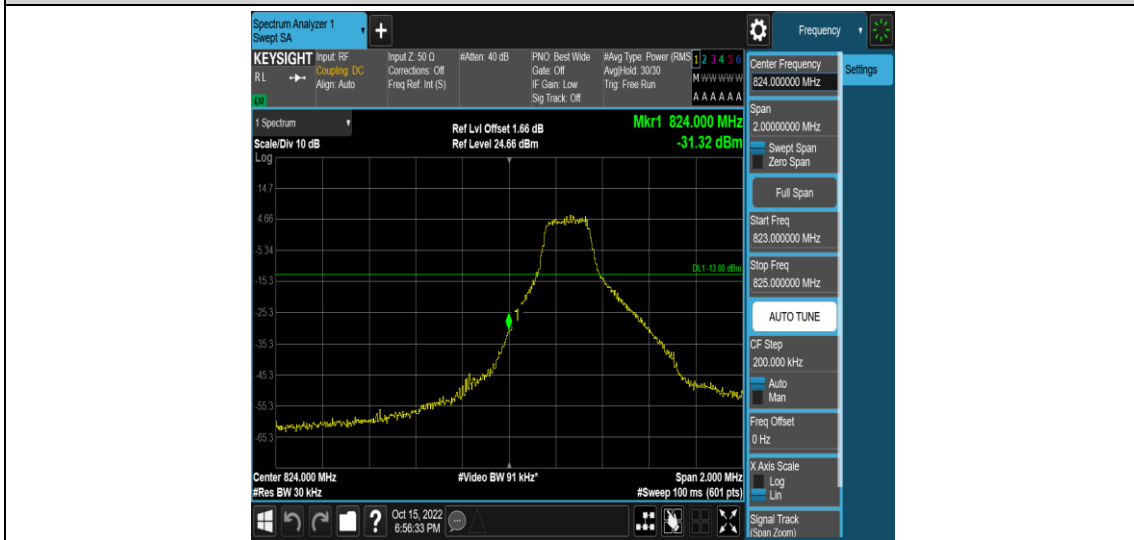 Spectrum Analyzer 1
Swept SA
+
Frequency
KEYSIGHT
RL
LXI
Input: RF
Coupling: DC
Align: Auto
Input Z: 50 Ω
Corrections: Off
Freq Ref: Int (S)
#Atten: 40 dB
PNO: Best Wide
Gate: Off
IF Gain: Low
Sig Track: Off
#Avg Type: Power (RMS
Avg|Hold: 30/30
Trig: Free Run
1 2 3 4 5 6
M W W W W W
A A A A A A
1 Spectrum
Scale/Div 10 dB
Log
Ref Lvl Offset 1.66 dB
Ref Level 24.66 dBm
Mkr1 824.000 MHz
-31.32 dBm
14.7
4.66
-5.34
-15.3
-25.3
-35.3
-45.3
-55.3
-65.3
DL1 -13.00 dBm
1
Center 824.000 MHz
#Res BW 30 kHz
#Video BW 91 kHz*
Span 2.000 MHz
#Sweep 100 ms (601 pts)
?
Oct 15, 2022
6:56:33 PM
Center Frequency
824.000000 MHz
Settings
Span
2.00000000 MHz
Swept Span
Zero Span
Full Span
Start Freq
823.000000 MHz
Stop Freq
825.000000 MHz
AUTO TUNE
CF Step
200.000 kHz
Auto
Man
Freq Offset
0 Hz
X Axis Scale
Log
Lin
Signal Track
(Span Zoom)